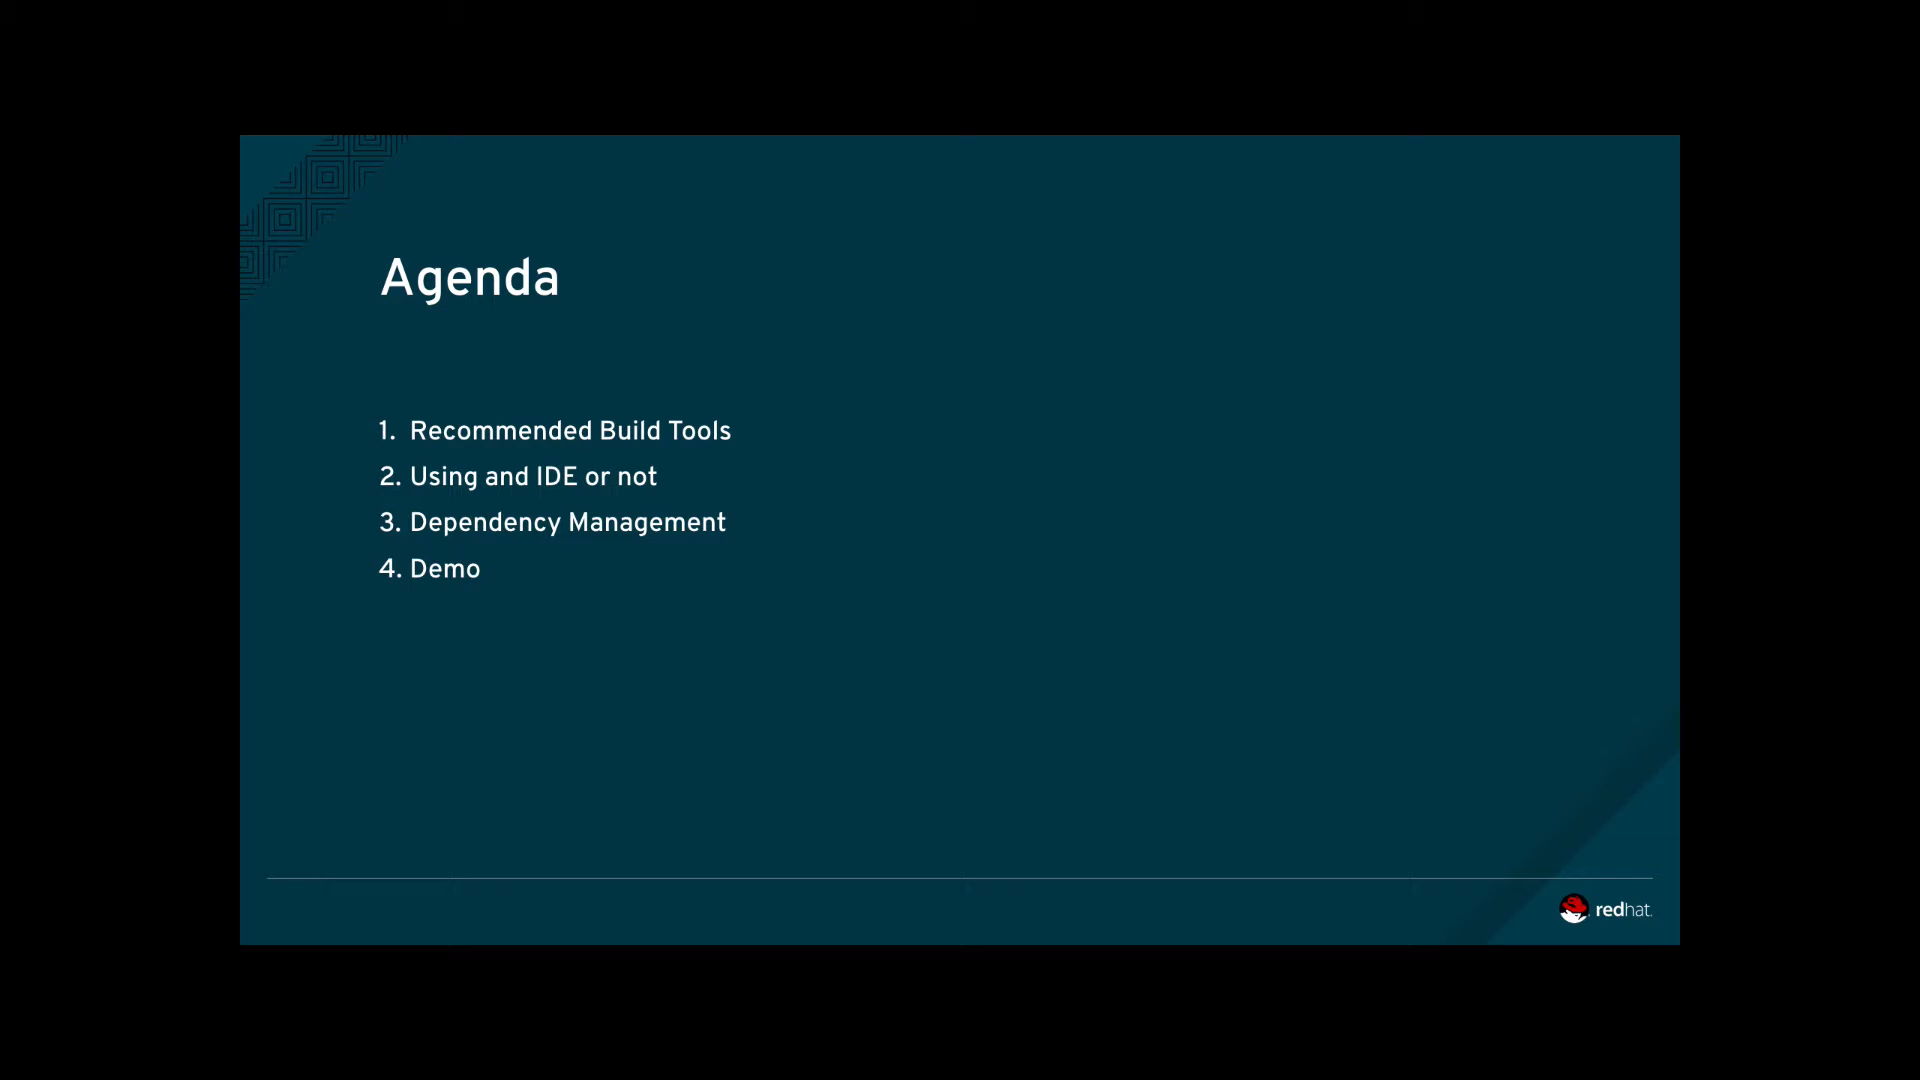 Agenda
1. Recommended Build Tools
2. Using and IDE or not
3. Dependency Management
4. Demo
redhat.